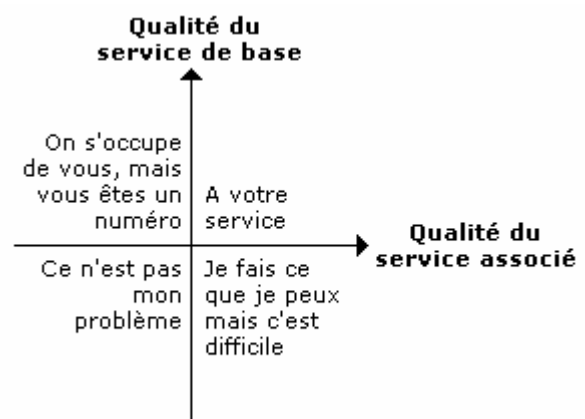 Qualité du
service de base
On s'occupe
de vous, mais
vous êtes un
numéro
A votre
service
Qualité du
service associé
Ce n'est pas
mon
problème
Je fais ce
que je peux
mais c'est
difficile